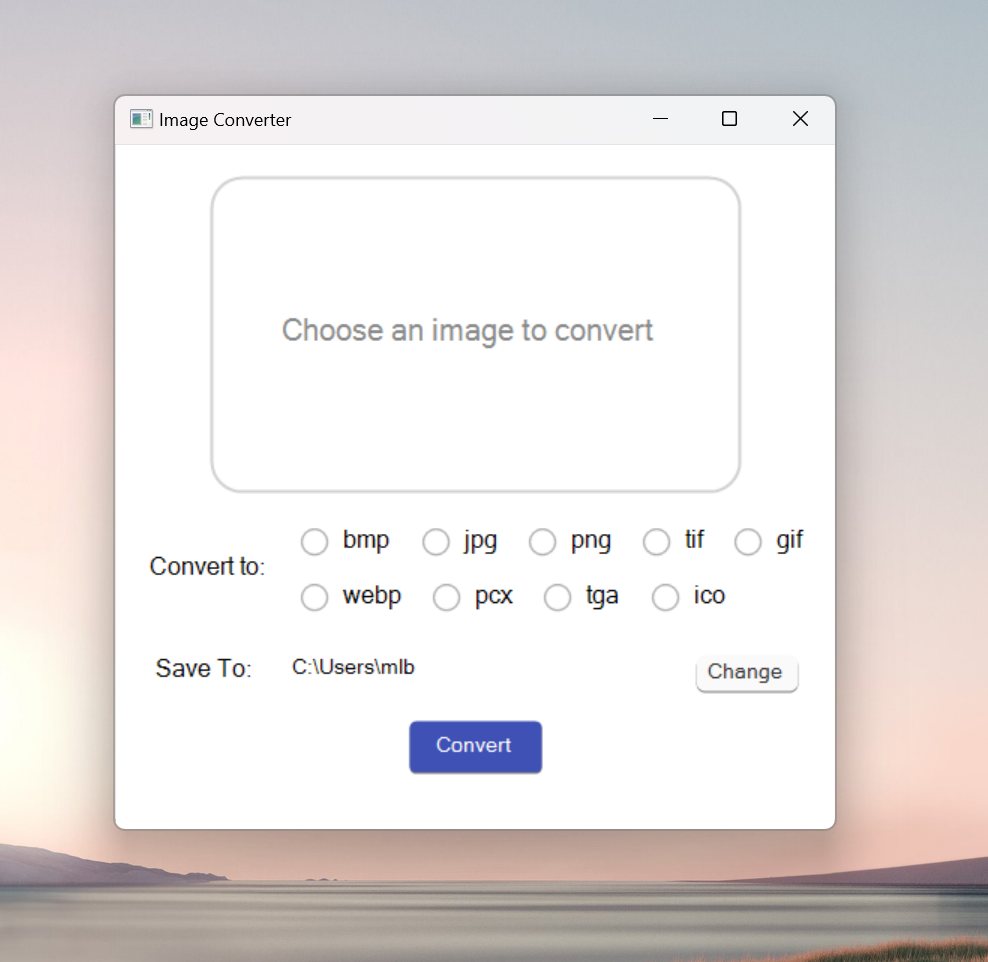 Image Converter
Choose an image to convert
bmp jpg png tif gif
Convert to:
webp pcx tga ico
Save To: C:\Users\mlb Change
Convert